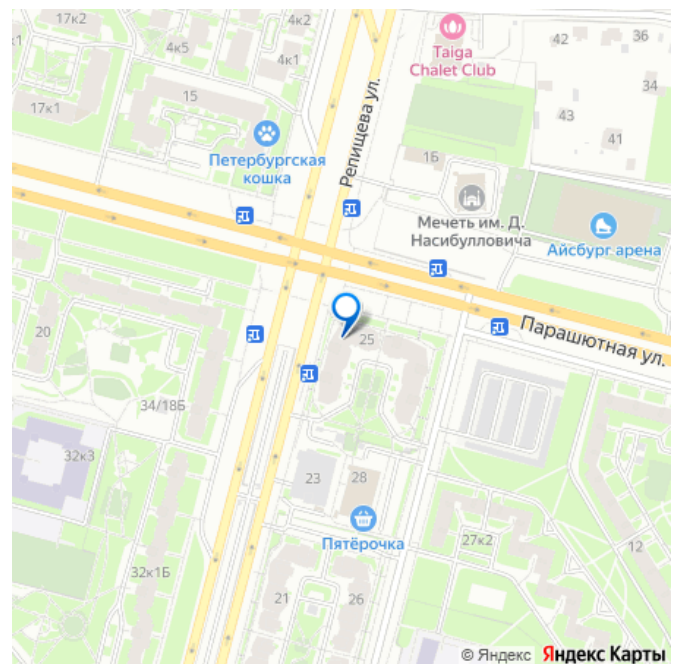 17к2
4к2
4к5
4к1
17к1
15
Петербургская
кошка
Репищева ул.
Taiga
Chalet Club
42
36
34
43
41
1Б
Мечеть им. Д.
Насибулловича
Айсбург арена
Парашютная ул.
20
25
34/18Б
32к3
23
28
Пятёрочка
27к2
12
32к1Б
21
26
© Яндекс Яндекс Карты